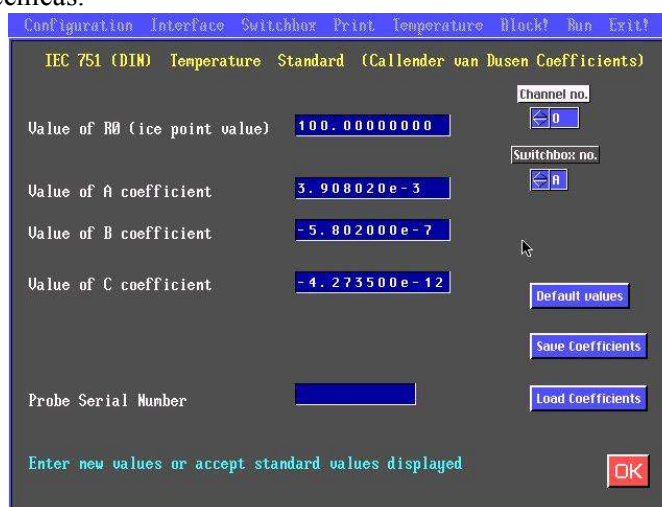 Configuration Interface Switchbox Print Temperature Block! Run Exit!
IEC 751 (DIN) Temperature Standard (Callender van Dusen Coefficients)
Channel no.
Value of R0 (ice point value) 100.00000000 0
Switchbox no.
Value of A coefficient 3.908020e-3 A
Value of B coefficient -5.802000e-7
Value of C coefficient -4.273500e-12 Default values
Save Coefficients
Probe Serial Number Load Coefficients
Enter new values or accept standard values displayed OK